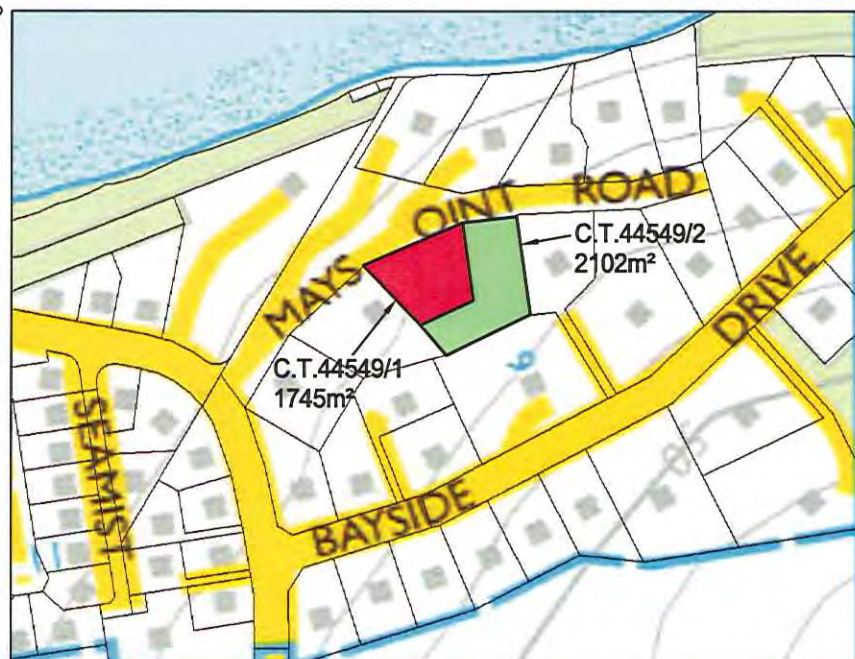 MAYS OINT ROAD
C.T.44549/2
2102m²
C.T.44549/1
1745m²
DRIVE
SEAMIST
BAYSIDE